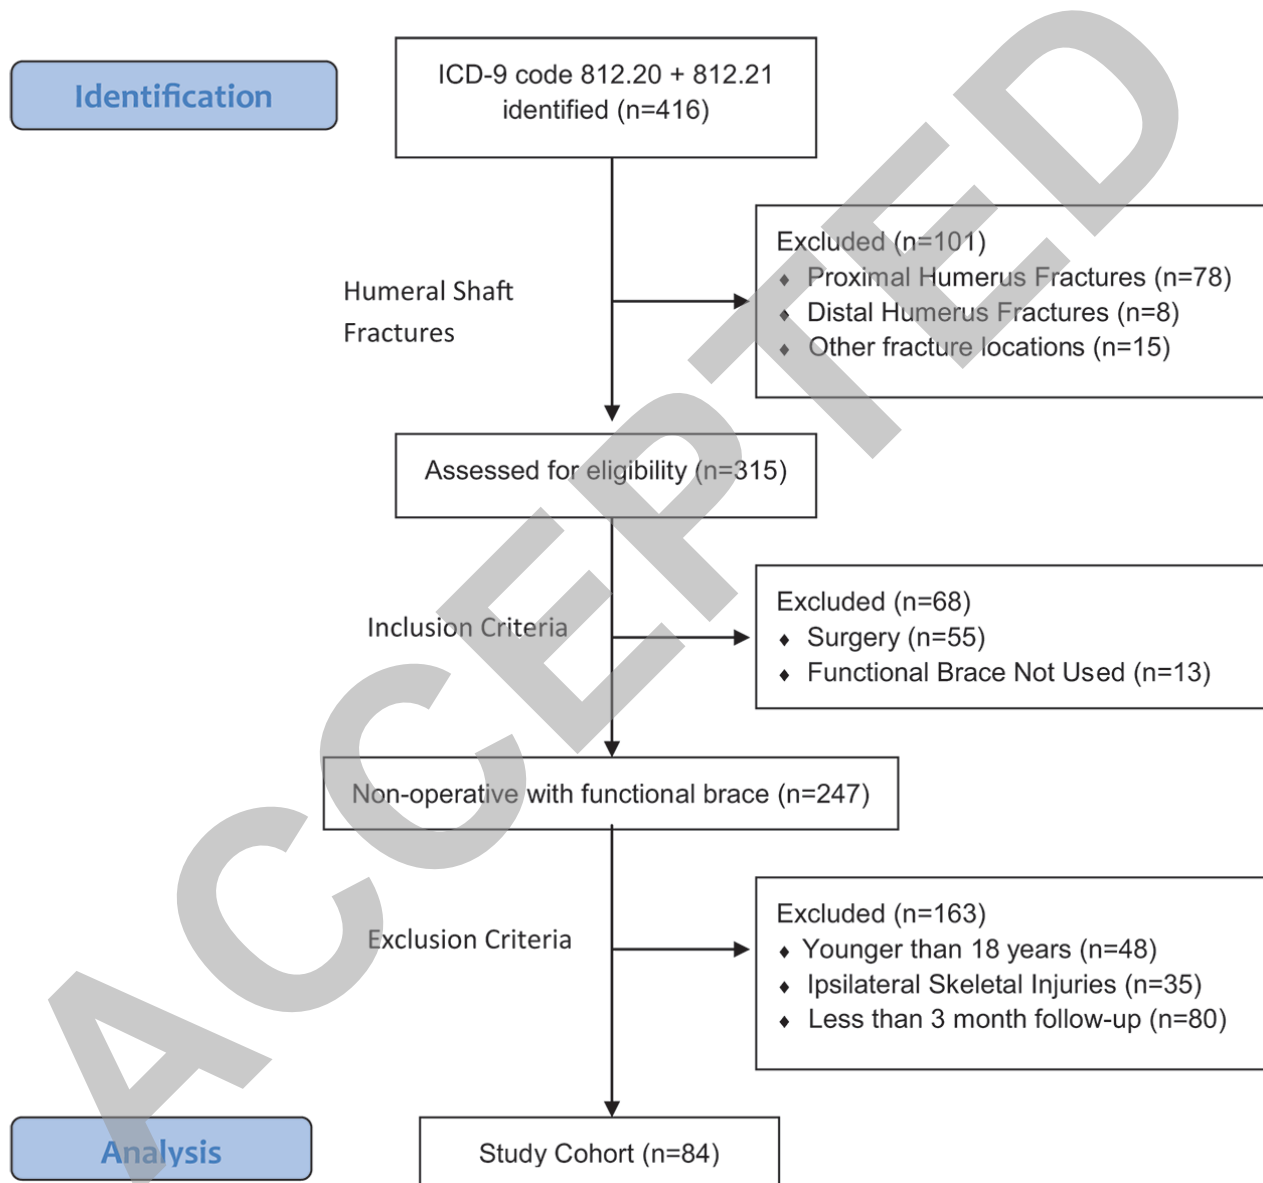 Identification
ICD-9 code 812.20 + 812.21
identified (n=416)
Humeral Shaft
Fractures
Excluded (n=101)
♦ Proximal Humerus Fractures (n=78)
♦ Distal Humerus Fractures (n=8)
♦ Other fracture locations (n=15)
Assessed for eligibility (n=315)
Inclusion Criteria
Excluded (n=68)
♦ Surgery (n=55)
♦ Functional Brace Not Used (n=13)
Non-operative with functional brace (n=247)
Exclusion Criteria
Excluded (n=163)
♦ Younger than 18 years (n=48)
♦ Ipsilateral Skeletal Injuries (n=35)
♦ Less than 3 month follow-up (n=80)
Analysis
Study Cohort (n=84)
ACCEPTED